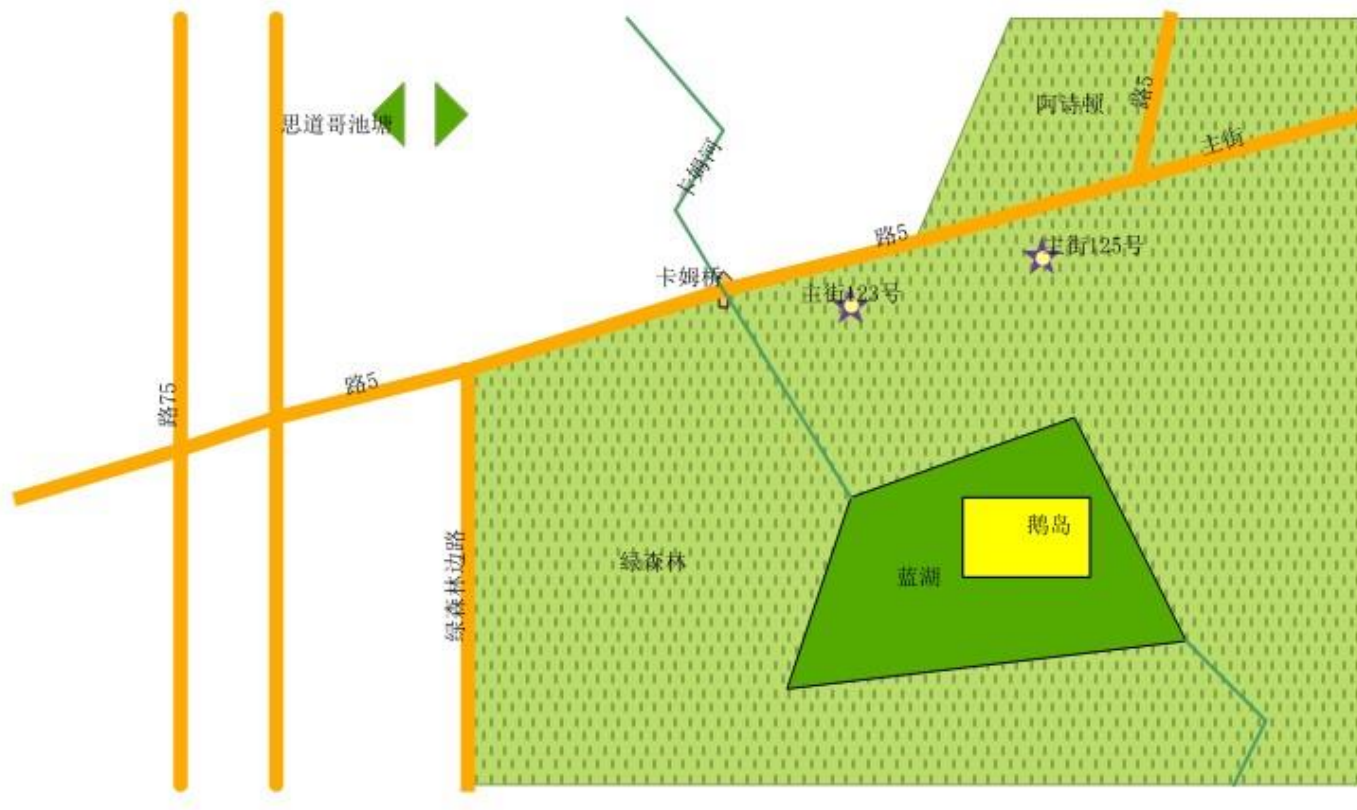 路5
阿诗顿
思道哥池塘
主街
卡姆河
路5
主街125号
卡姆桥
主街123号
路5
路75
鹅岛
绿森林
蓝湖
绿森林边路